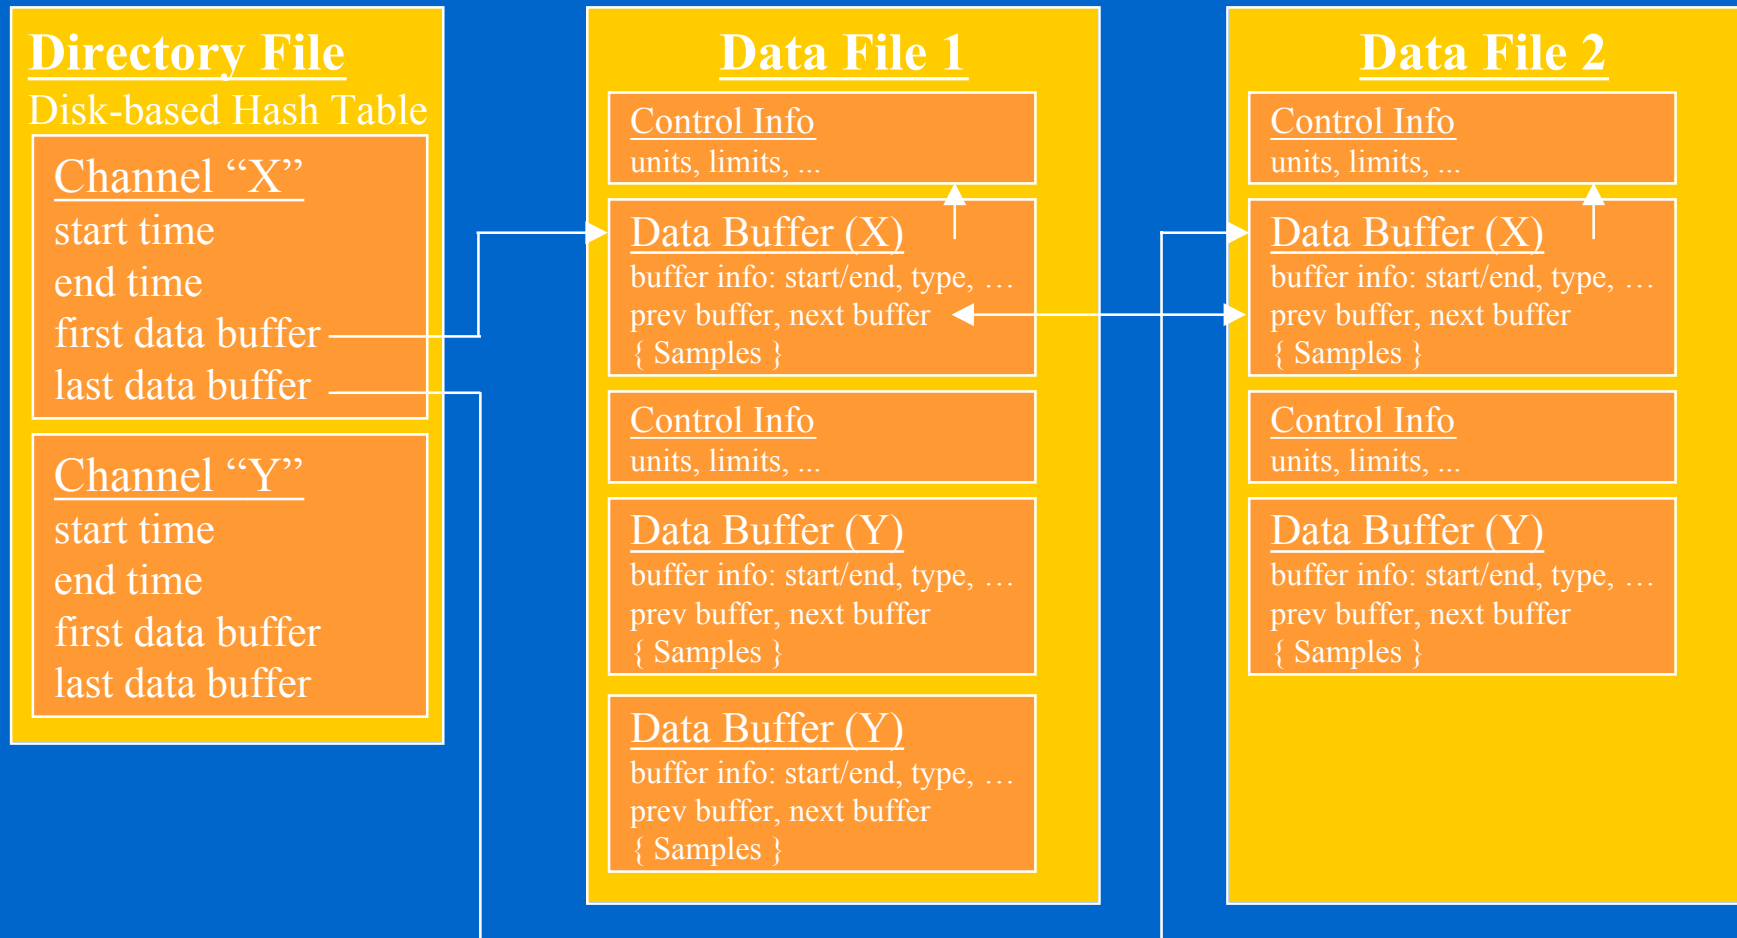 Directory File
Disk-based Hash Table
Channel “X”
start time
end time
first data buffer
last data buffer
Channel “Y”
start time
end time
first data buffer
last data buffer
Data File 1
Control Info
units, limits, ...
Data Buffer (X)
buffer info: start/end, type, …
prev buffer, next buffer
{ Samples }
Control Info
units, limits, ...
Data Buffer (Y)
buffer info: start/end, type, …
prev buffer, next buffer
{ Samples }
Data Buffer (Y)
buffer info: start/end, type, …
prev buffer, next buffer
{ Samples }
Data File 2
Control Info
units, limits, ...
Data Buffer (X)
buffer info: start/end, type, …
prev buffer, next buffer
{ Samples }
Control Info
units, limits, ...
Data Buffer (Y)
buffer info: start/end, type, …
prev buffer, next buffer
{ Samples }